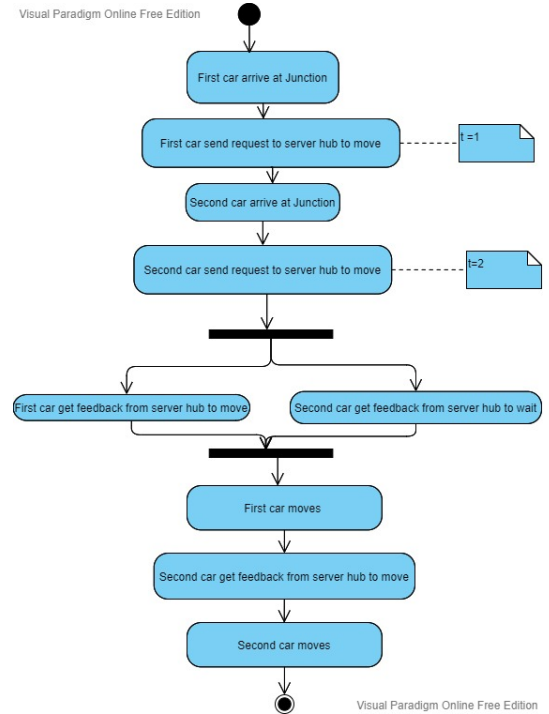 Visual Paradigm Online Free Edition
First car arrive at Junction
First car send request to server hub to move
t =1
Second car arrive at Junction
Second car send request to server hub to move
t=2
First car get feedback from server hub to move
Second car get feedback from server hub to wait
First car moves
Second car get feedback from server hub to move
Second car moves
Visual Paradigm Online Free Edition